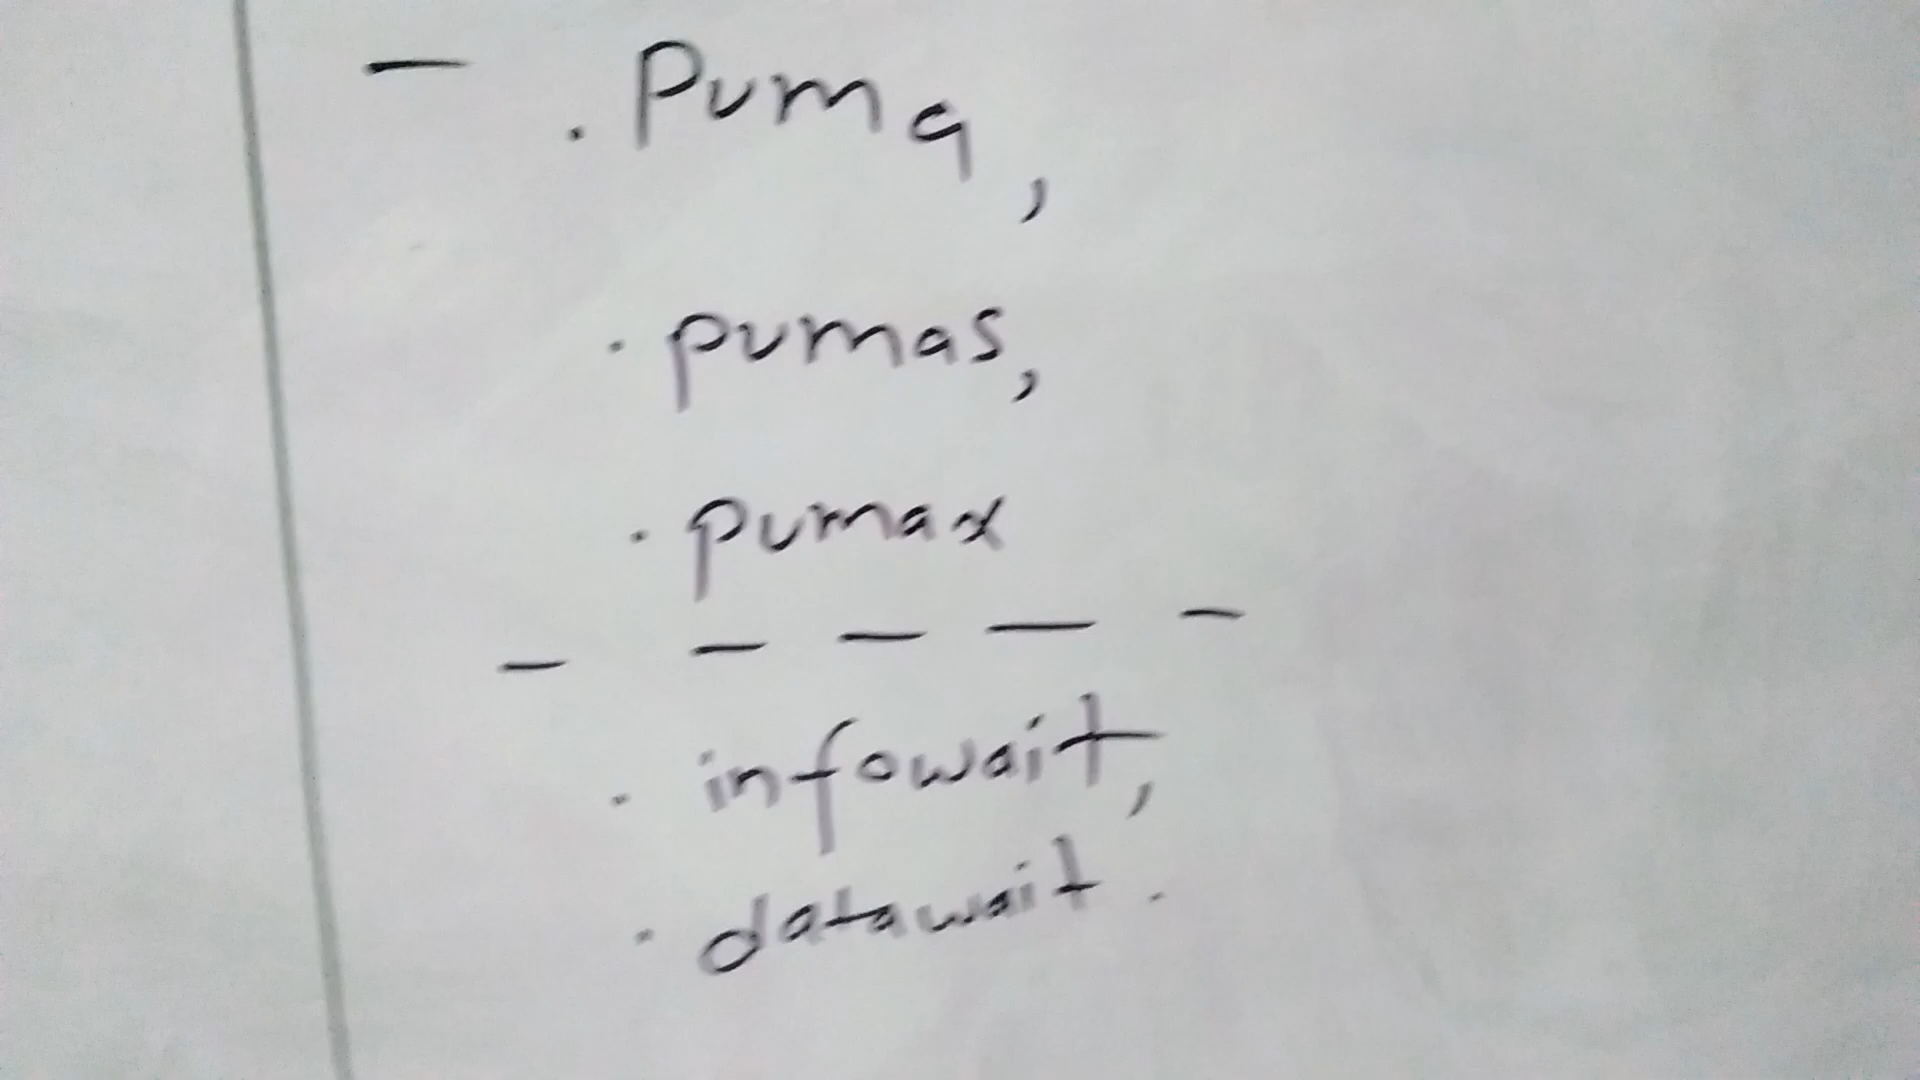 – . Puma,
. pumas,
. pumax
– – – – –
. infowait,
. datawait.